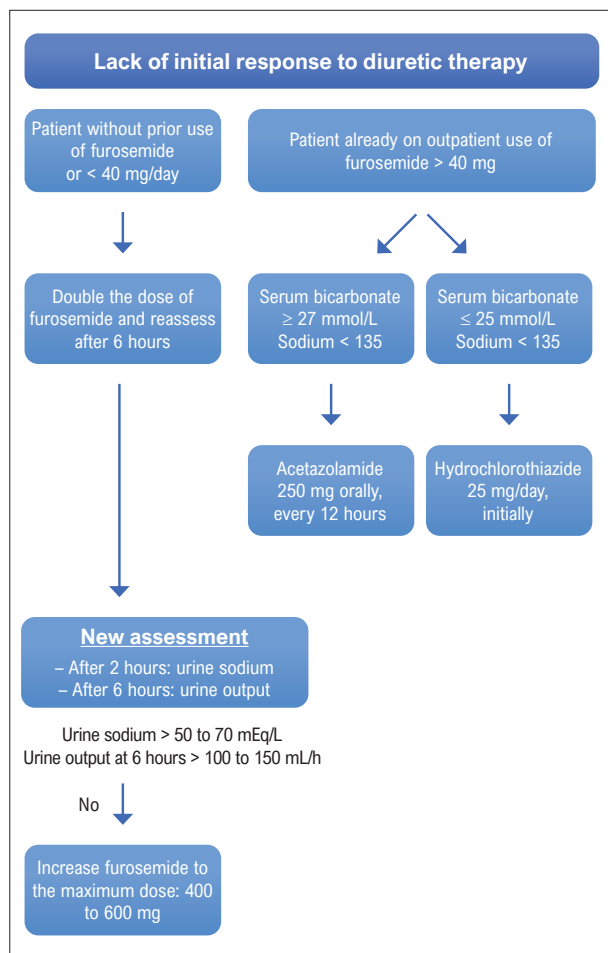 Lack of initial response to diuretic therapy
Patient without prior use
of furosemide
or < 40 mg/day
Patient already on outpatient use of
furosemide > 40 mg
Double the dose of
furosemide and reassess
after 6 hours
Serum bicarbonate
≥ 27 mmol/L
Sodium < 135
Serum bicarbonate
≤ 25 mmol/L
Sodium < 135
Acetazolamide
250 mg orally,
every 12 hours
Hydrochlorothiazide
25 mg/day,
initially
New assessment
– After 2 hours: urine sodium
– After 6 hours: urine output
Urine sodium > 50 to 70 mEq/L
Urine output at 6 hours > 100 to 150 mL/h
No
Increase furosemide to
the maximum dose: 400
to 600 mg